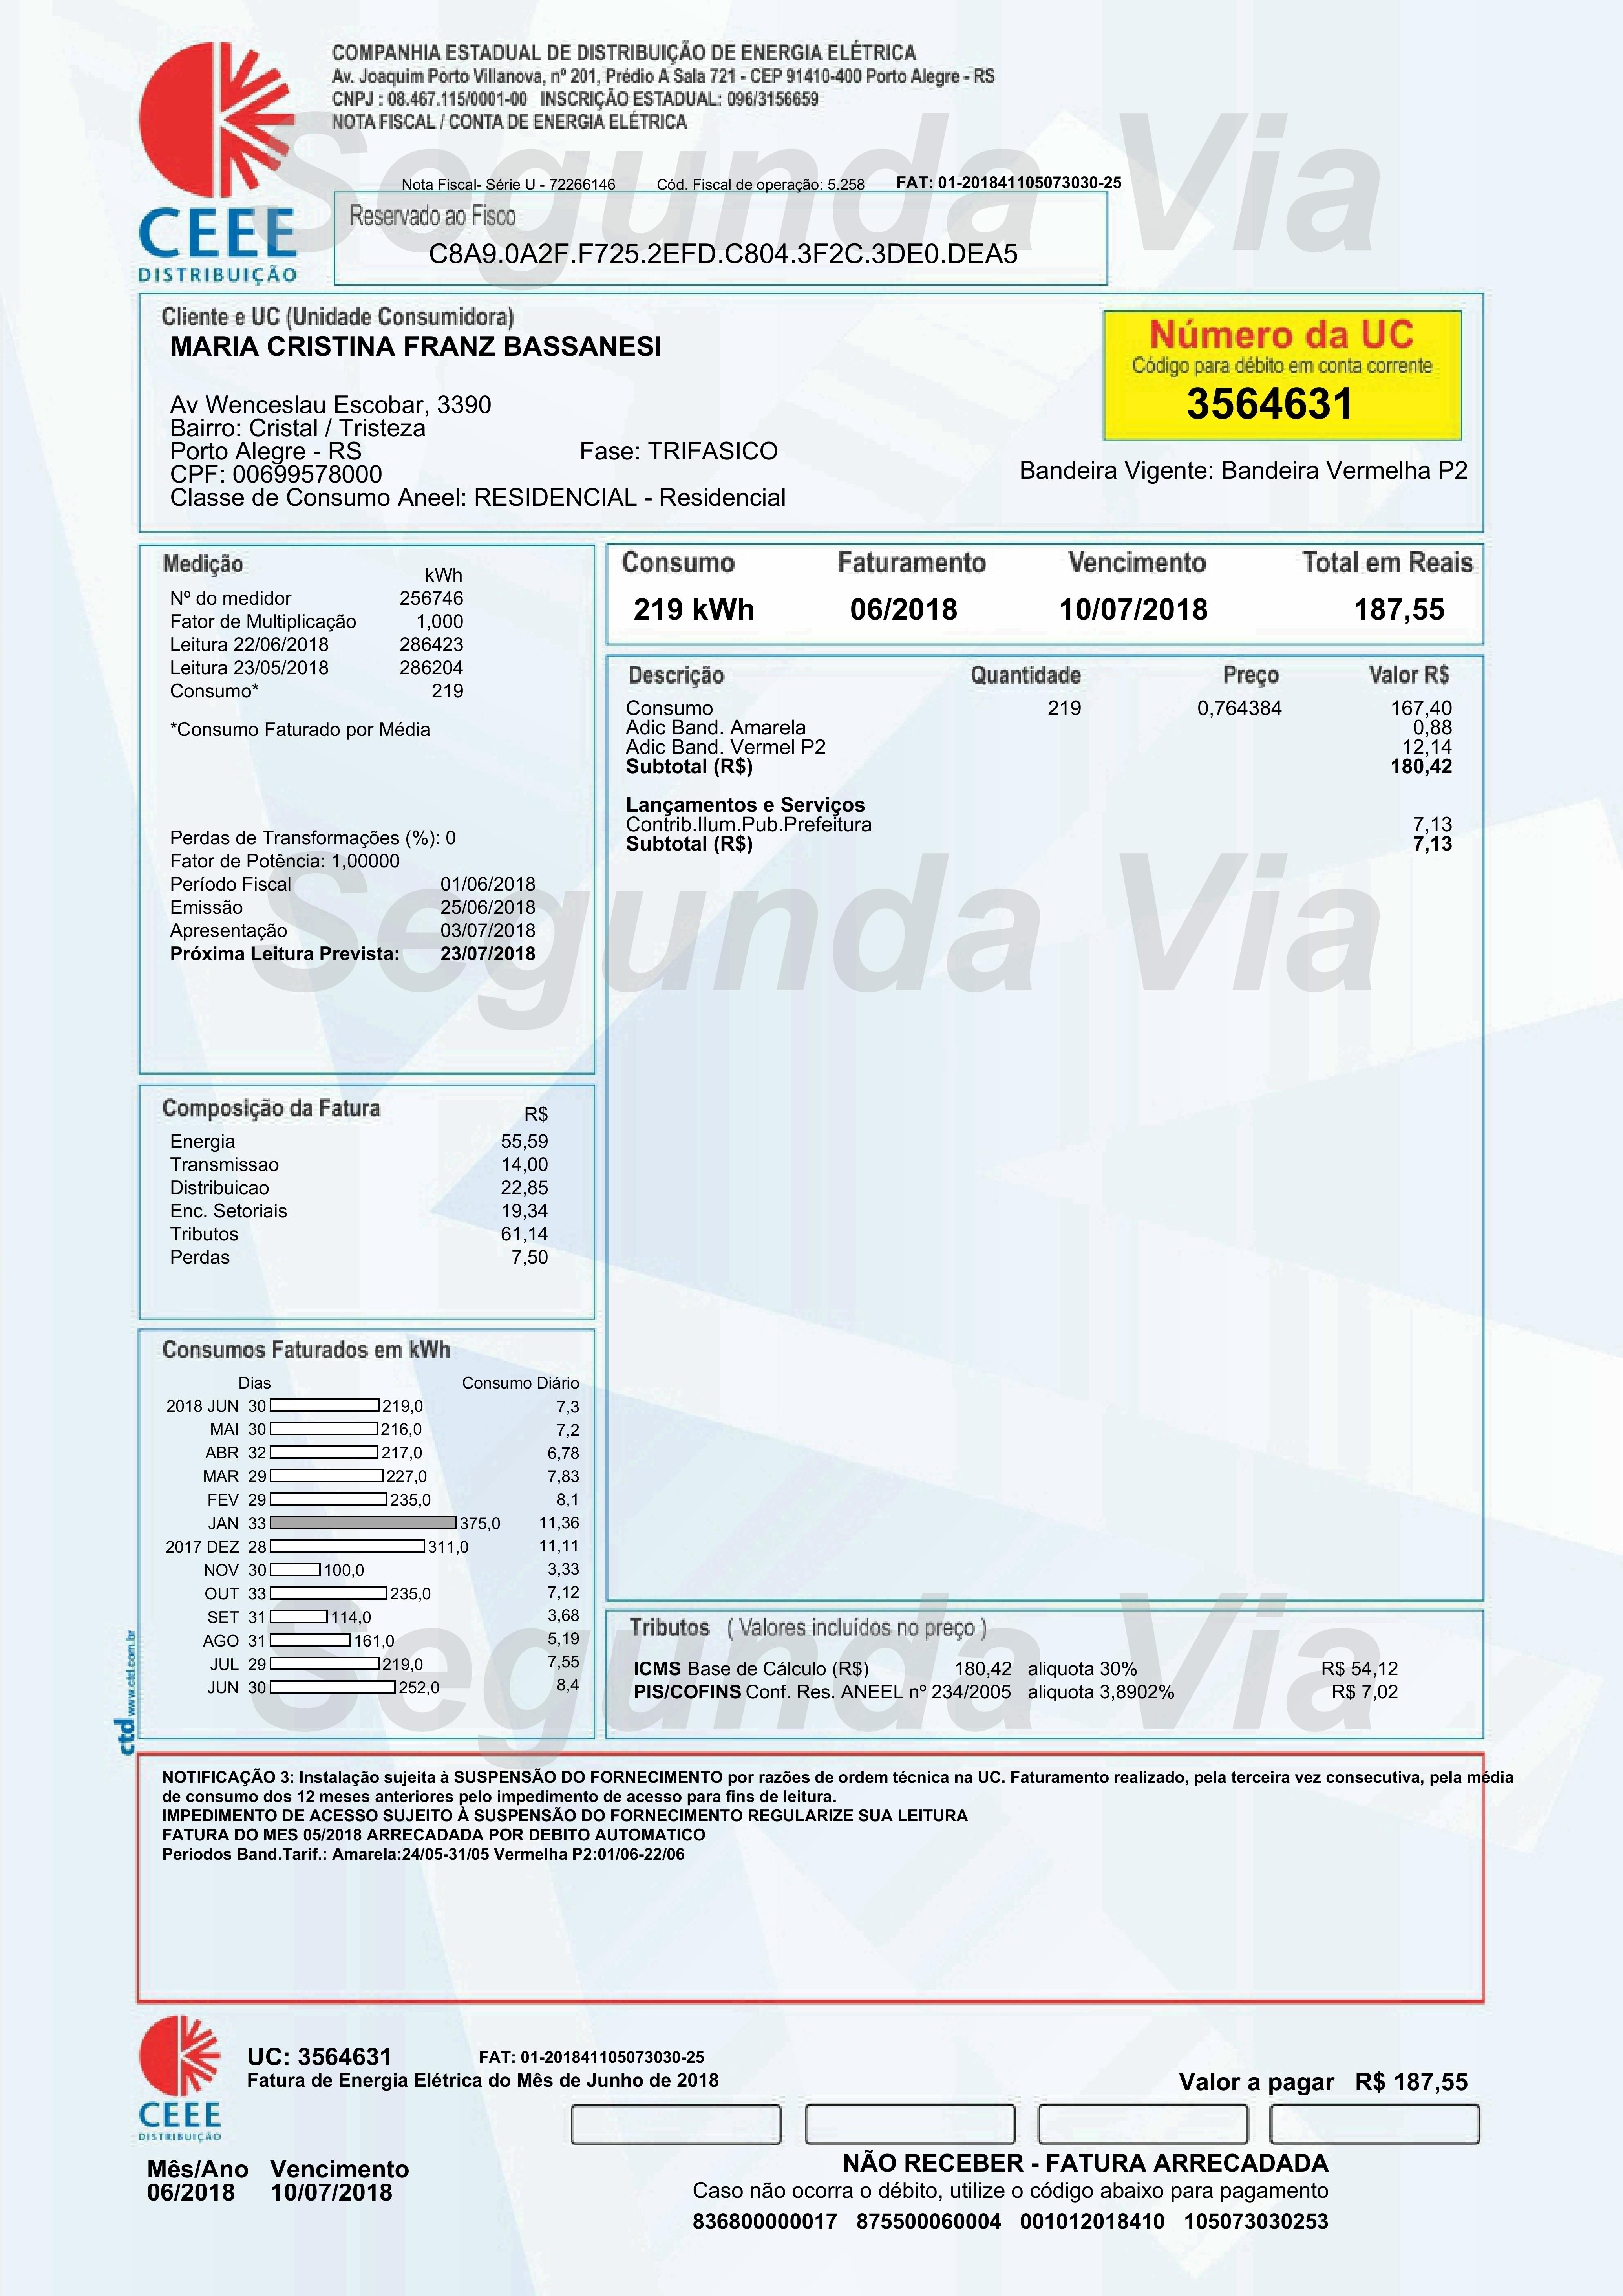 COMPANHIA ESTADUAL DE DISTRIBUIÇÃO DE ENERGIA ELÉTRICA
Av. Joaquim Porto Villanova, nº 201, Prédio A Sala 721 - CEP 91410-400 Porto Alegre - RS
CNPJ : 08.467.115/0001-00 INSCRIÇÃO ESTADUAL: 096/3156659
NOTA FISCAL / CONTA DE ENERGIA ELÉTRICA
Segunda Via
Nota Fiscal- Série U - 72266146 Cód. Fiscal de operação: 5.258 FAT: 01-201841105073030-25
CEEE
DISTRIBUIÇÃO
Reservado ao Fisco
C8A9.0A2F.F725.2EFD.C804.3F2C.3DE0.DEA5
Cliente e UC (Unidade Consumidora)
MARIA CRISTINA FRANZ BASSANESI
Av Wenceslau Escobar, 3390
Bairro: Cristal / Tristeza
Porto Alegre - RS Fase: TRIFASICO
CPF: 00699578000
Classe de Consumo Aneel: RESIDENCIAL - Residencial
Número da UC
Código para débito em conta corrente
3564631
Bandeira Vigente: Bandeira Vermelha P2
Medição
kWh
Nº do medidor 256746
Fator de Multiplicação 1,000
Leitura 22/06/2018 286423
Leitura 23/05/2018 286204
Consumo* 219
*Consumo Faturado por Média
Perdas de Transformações (%): 0
Fator de Potência: 1,00000
Período Fiscal 01/06/2018
Emissão 25/06/2018
Apresentação 03/07/2018
Próxima Leitura Prevista: 23/07/2018
Consumo Faturamento Vencimento Total em Reais
219 kWh 06/2018 10/07/2018 187,55
Descrição Quantidade Preço Valor R$
Consumo 219 0,764384 167,40
Adic Band. Amarela 0,88
Adic Band. Vermel P2 12,14
Subtotal (R$) 180,42
Lançamentos e Serviços
Contrib.Ilum.Pub.Prefeitura 7,13
Subtotal (R$) 7,13
Segunda Via
Composição da Fatura R$
Energia 55,59
Transmissao 14,00
Distribuicao 22,85
Enc. Setoriais 19,34
Tributos 61,14
Perdas 7,50
Consumos Faturados em kWh
Dias Consumo Diário
2018 JUN 30 219,0 7,3
MAI 30 216,0 7,2
ABR 32 217,0 6,78
MAR 29 227,0 7,83
FEV 29 235,0 8,1
JAN 33 375,0 11,36
2017 DEZ 28 311,0 11,11
NOV 30 100,0 3,33
OUT 33 235,0 7,12
SET 31 114,0 3,68
AGO 31 161,0 5,19
JUL 29 219,0 7,55
JUN 30 252,0 8,4
Segunda Via
Tributos ( Valores incluídos no preço )
ICMS Base de Cálculo (R$) 180,42 aliquota 30% R$ 54,12
PIS/COFINS Conf. Res. ANEEL nº 234/2005 aliquota 3,8902% R$ 7,02
ctd www.ctd.com.br
NOTIFICAÇÃO 3: Instalação sujeita à SUSPENSÃO DO FORNECIMENTO por razões de ordem técnica na UC. Faturamento realizado, pela terceira vez consecutiva, pela média
de consumo dos 12 meses anteriores pelo impedimento de acesso para fins de leitura.
IMPEDIMENTO DE ACESSO SUJEITO À SUSPENSÃO DO FORNECIMENTO REGULARIZE SUA LEITURA
FATURA DO MES 05/2018 ARRECADADA POR DEBITO AUTOMATICO
Periodos Band.Tarif.: Amarela:24/05-31/05 Vermelha P2:01/06-22/06
CEEE
DISTRIBUIÇÃO
UC: 3564631 FAT: 01-201841105073030-25
Fatura de Energia Elétrica do Mês de Junho de 2018
Valor a pagar R$ 187,55
Mês/Ano Vencimento
06/2018 10/07/2018
NÃO RECEBER - FATURA ARRECADADA
Caso não ocorra o débito, utilize o código abaixo para pagamento
836800000017 875500060004 001012018410 105073030253